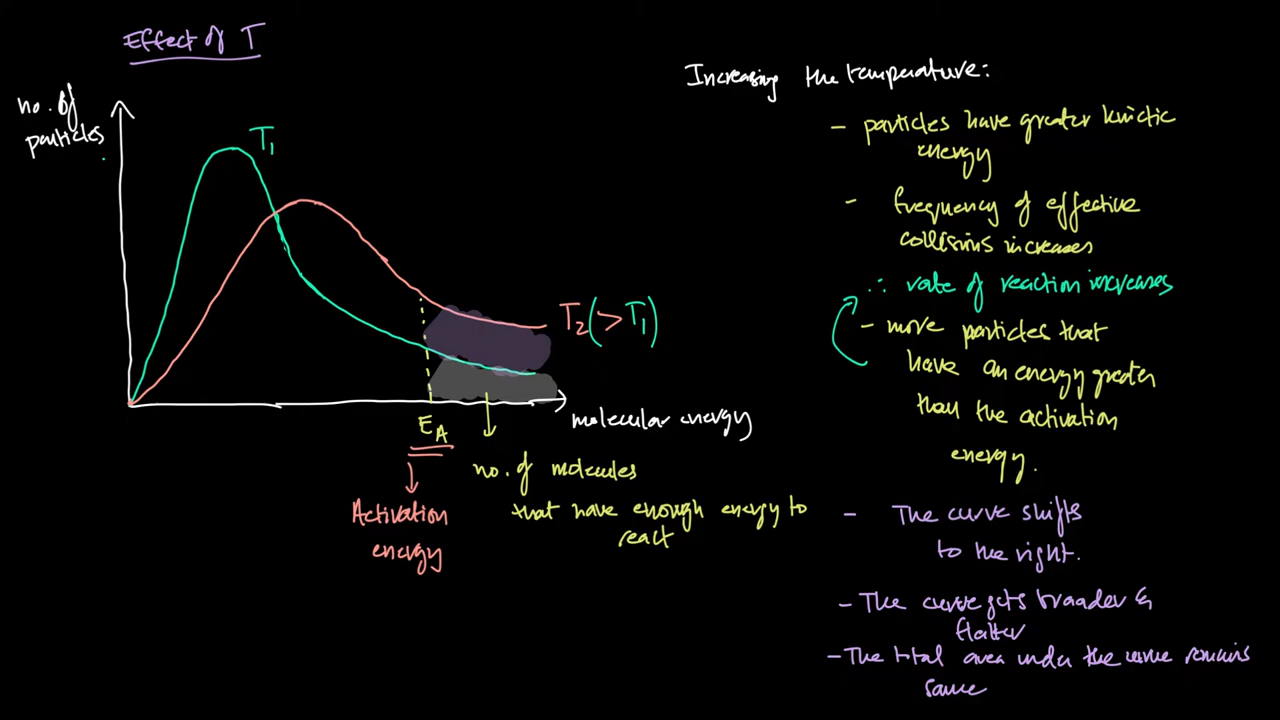 Effect of T
no. of
particles
T1
T2 (> T1)
molecular energy
EA
Activation
energy
no. of molecules
that have enough energy to
react
Increasing the temperature:
- particles have greater kinetic
energy
- frequency of effective
collisions increases
∴ rate of reaction increases
- more particles that
have an energy greater
than the activation
energy.
- The curve shifts
to the right.
- The curve gets broader &
flatter
- The total area under the curve remains
same